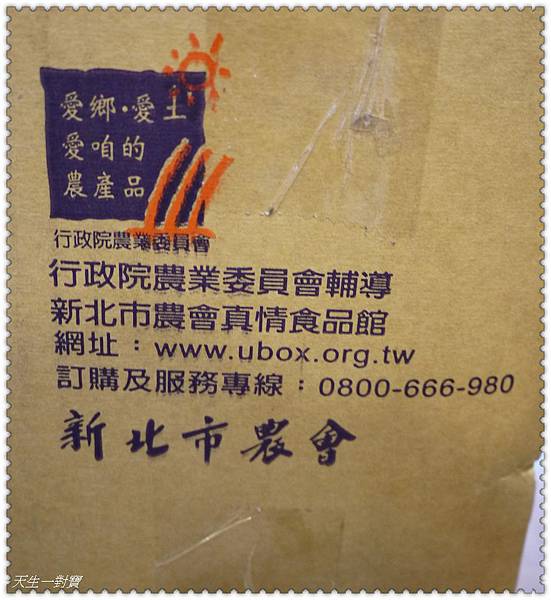 愛鄉·愛土
愛咱的
農產品
行政院農業委員會
行政院農業委員會輔導
新北市農會真情食品館
網址：www.ubox.org.tw
訂購及服務專線：0800-666-980
新北市農會
天生一對寶